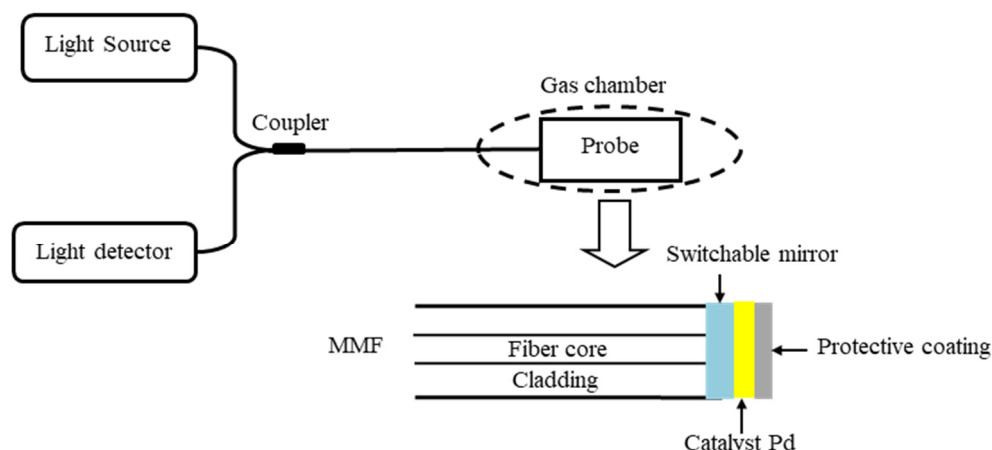 Light Source
Gas chamber
Coupler
Probe
Light detector
Switchable mirror
MMF
Fiber core
Protective coating
Cladding
Catalyst Pd